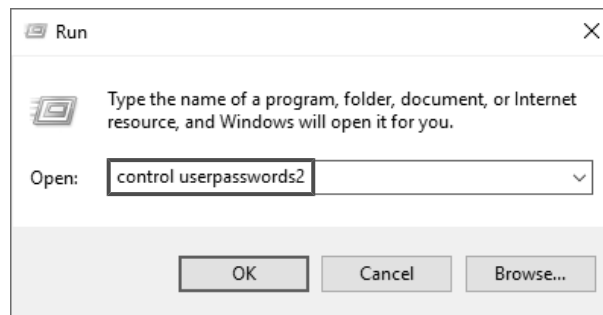 Run
Type the name of a program, folder, document, or Internet
resource, and Windows will open it for you.
Open: control userpasswords2
OK Cancel Browse...